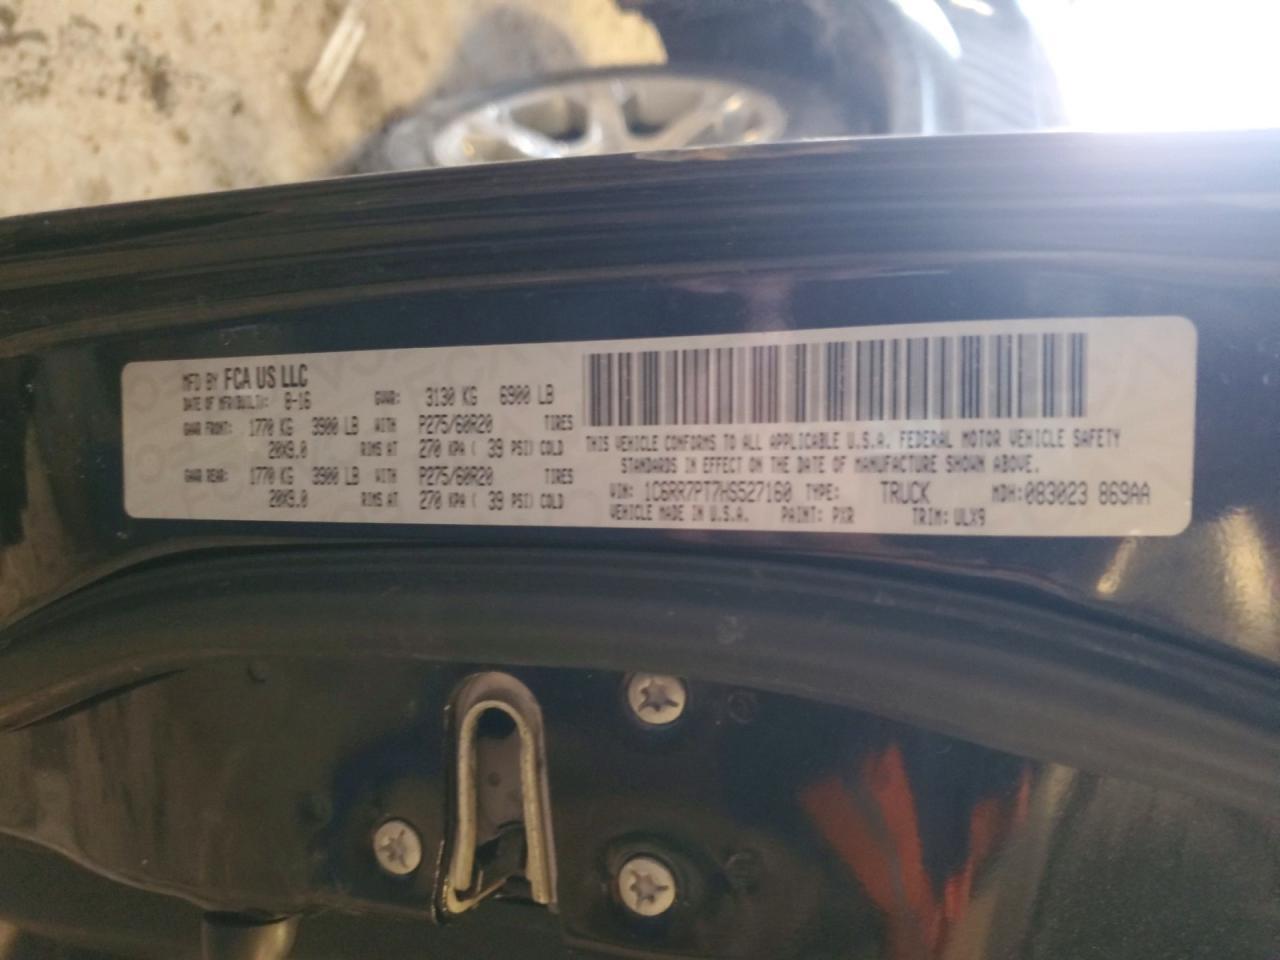 MFD BY FCA US LLC
DATE OF MFR(BUILT): 8-16 GVWR: 3130 KG 6900 LB
GAWR FRONT: 1770 KG 3900 LB WITH P275/60R20 TIRES
20X9.0 RIMS AT 270 KPA ( 39 PSI) COLD
GAWR REAR: 1770 KG 3900 LB WITH P275/60R20 TIRES
20X9.0 RIMS AT 270 KPA ( 39 PSI) COLD
THIS VEHICLE CONFORMS TO ALL APPLICABLE U.S.A. FEDERAL MOTOR VEHICLE SAFETY
STANDARDS IN EFFECT ON THE DATE OF MANUFACTURE SHOWN ABOVE.
VIN: 1C6RR7PT7HS527160 TYPE: TRUCK MDH:083023 869AA
VEHICLE MADE IN U.S.A. PAINT: PXR TRIM: VLX9